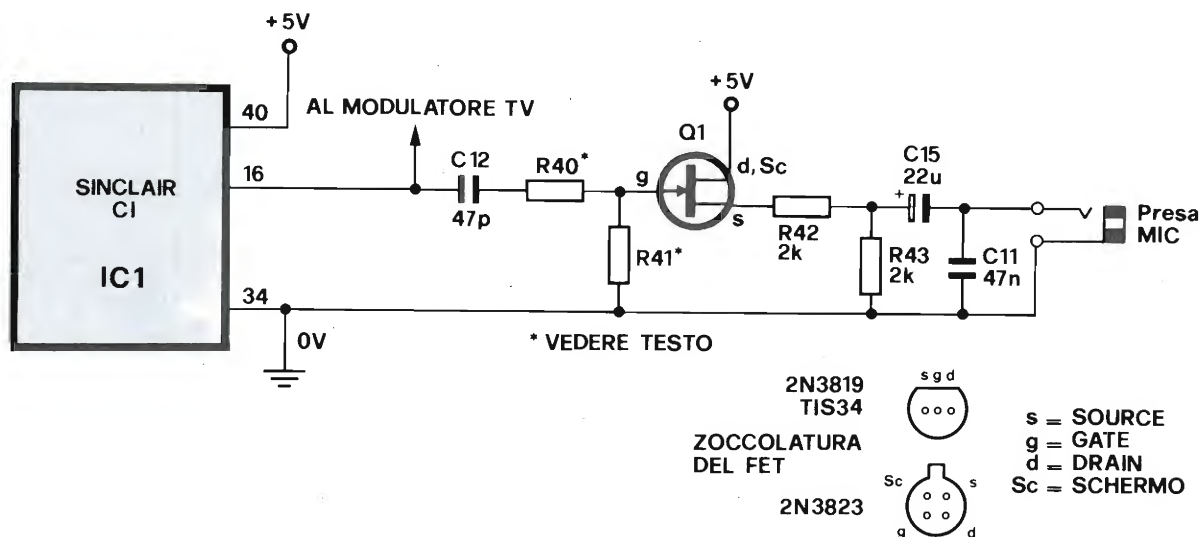 +5V
+5V
40
AL MODULATORE TV
Q1
C12
R40*
g
d, Sc
C15
22u
+
16
SINCLAIR
CI
47p
s
Presa
MIC
R41*
R42
2k
R43
2k
C11
47n
IC1
34
0V
* VEDERE TESTO
2N3819
TIS34
s g d
ZOCCOLATURA
DEL FET
s = SOURCE
g = GATE
d = DRAIN
Sc = SCHERMO
2N3823
Sc
s
g
d